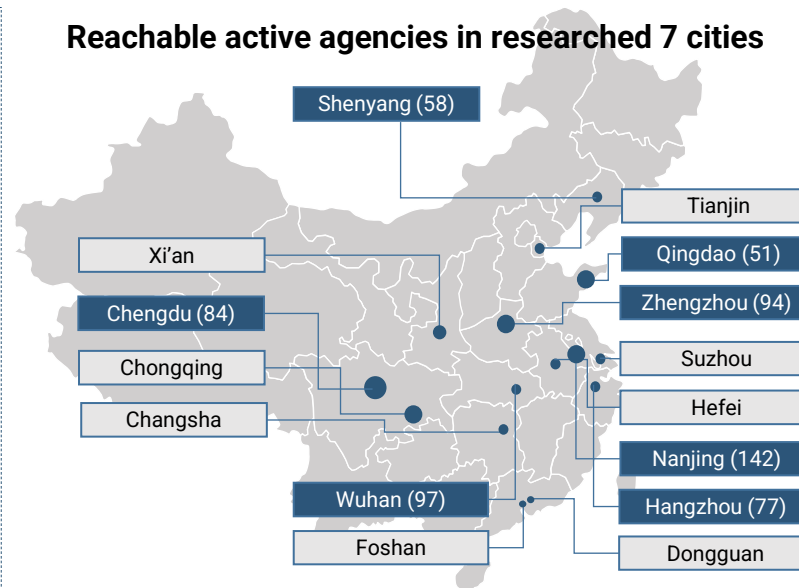 Reachable active agencies in researched 7 cities
Shenyang (58)
Tianjin
Xi’an
Qingdao (51)
Chengdu (84)
Zhengzhou (94)
Chongqing
Suzhou
Changsha
Hefei
Nanjing (142)
Wuhan (97)
Hangzhou (77)
Foshan
Dongguan